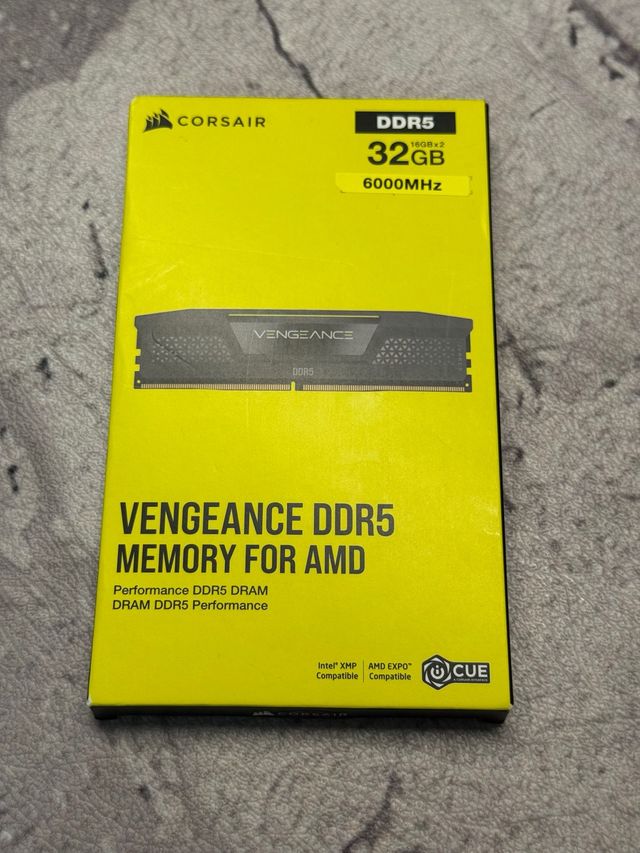 CORSAIR
DDR5
32GB 16GBx2
6000MHz
VENGEANCE
DDR5
VENGEANCE DDR5
MEMORY FOR AMD
Performance DDR5 DRAM
DRAM DDR5 Performance
Intel® XMP
Compatible
AMD EXPO™
Compatible
iCUE
CORSAIR